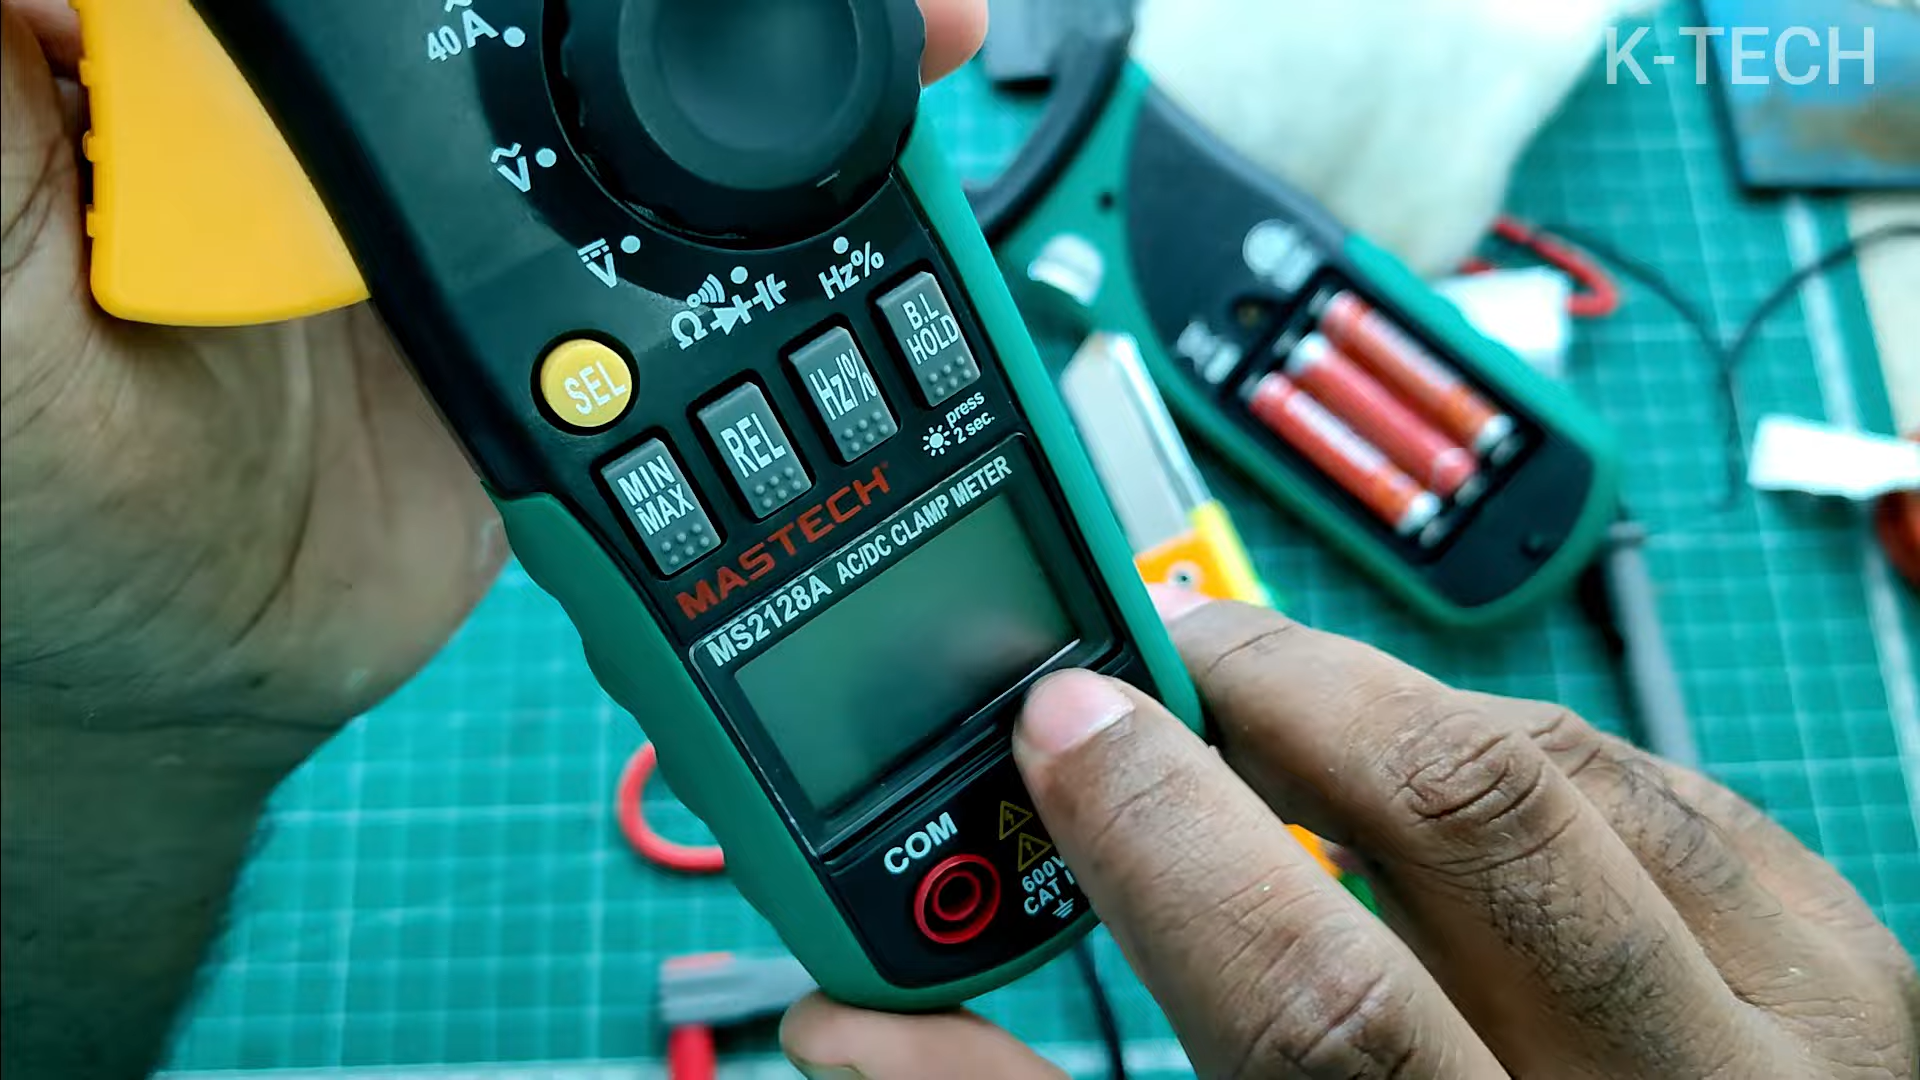 K-TECH
40A
V
V
Ω
Hz%
SEL
MIN
MAX
REL
Hz/%
B.L
HOLD
press
2 sec.
MASTECH
MS2128A AC/DC CLAMP METER
COM
600V
CAT